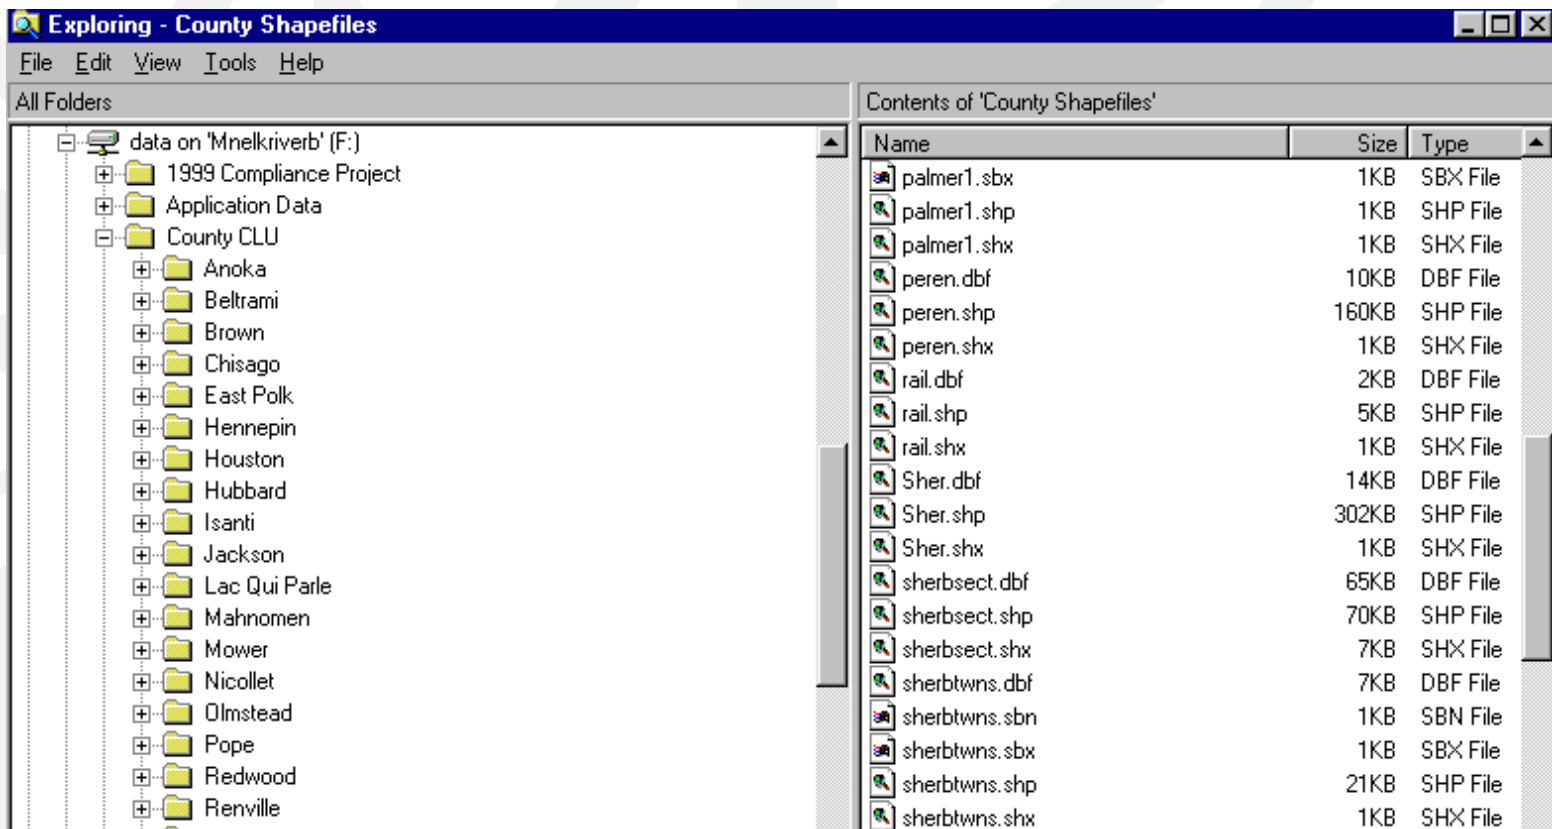 Exploring - County Shapefiles
File Edit View Tools Help
All Folders
data on 'Mnelkriverb' (F:)
1999 Compliance Project
Application Data
County CLU
Anoka
Beltrami
Brown
Chisago
East Polk
Hennepin
Houston
Hubbard
Isanti
Jackson
Lac Qui Parle
Mahnomen
Mower
Nicollet
Olmstead
Pope
Redwood
Renville
Contents of 'County Shapefiles'
Name Size Type
palmer1.sbx 1KB SBX File
palmer1.shp 1KB SHP File
palmer1.shx 1KB SHX File
peren.dbf 10KB DBF File
peren.shp 160KB SHP File
peren.shx 1KB SHX File
rail.dbf 2KB DBF File
rail.shp 5KB SHP File
rail.shx 1KB SHX File
Sher.dbf 14KB DBF File
Sher.shp 302KB SHP File
Sher.shx 1KB SHX File
sherbsect.dbf 65KB DBF File
sherbsect.shp 70KB SHP File
sherbsect.shx 7KB SHX File
sherbtwns.dbf 7KB DBF File
sherbtwns.sbn 1KB SBN File
sherbtwns.sbx 1KB SBX File
sherbtwns.shp 21KB SHP File
sherbtwns.shx 1KB SHX File